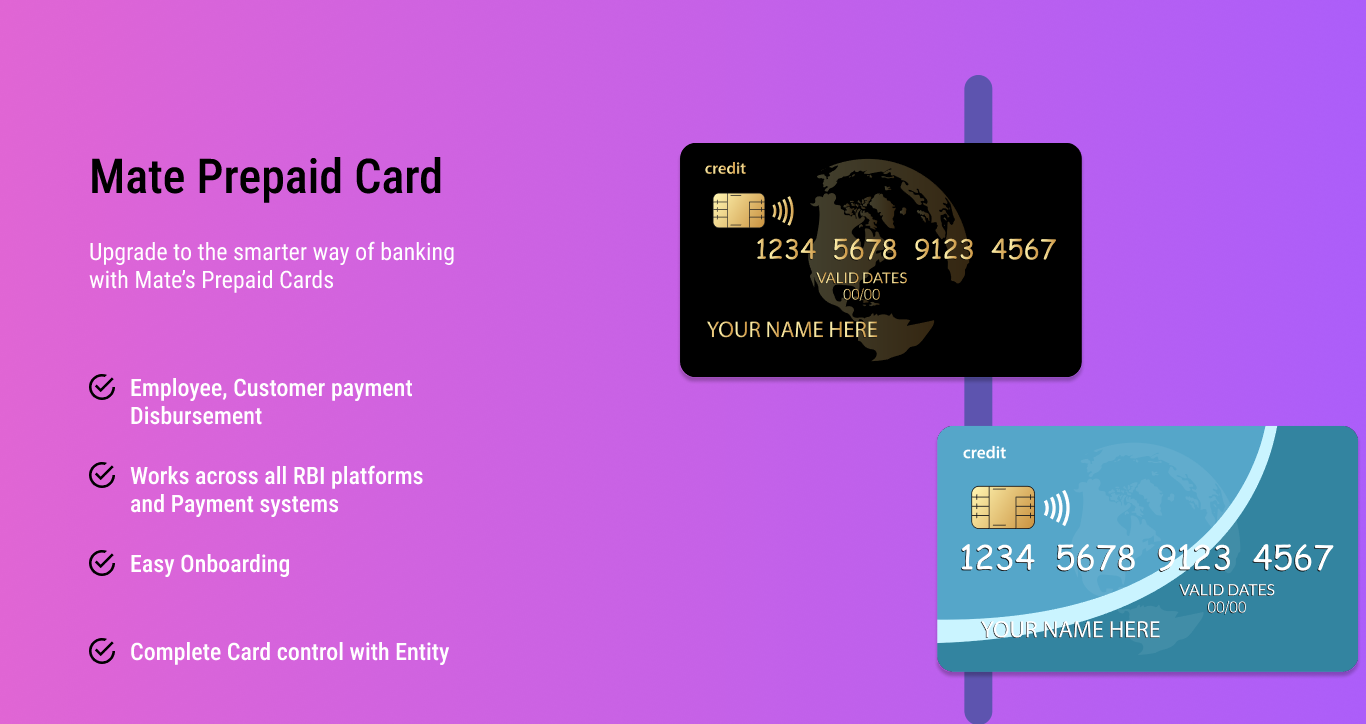 Mate Prepaid Card
Upgrade to the smarter way of banking
with Mate’s Prepaid Cards
Employee, Customer payment
Disbursement
Works across all RBI platforms
and Payment systems
Easy Onboarding
Complete Card control with Entity
credit
1234 5678 9123 4567
VALID DATES
00/00
YOUR NAME HERE
credit
1234 5678 9123 4567
VALID DATES
00/00
YOUR NAME HERE